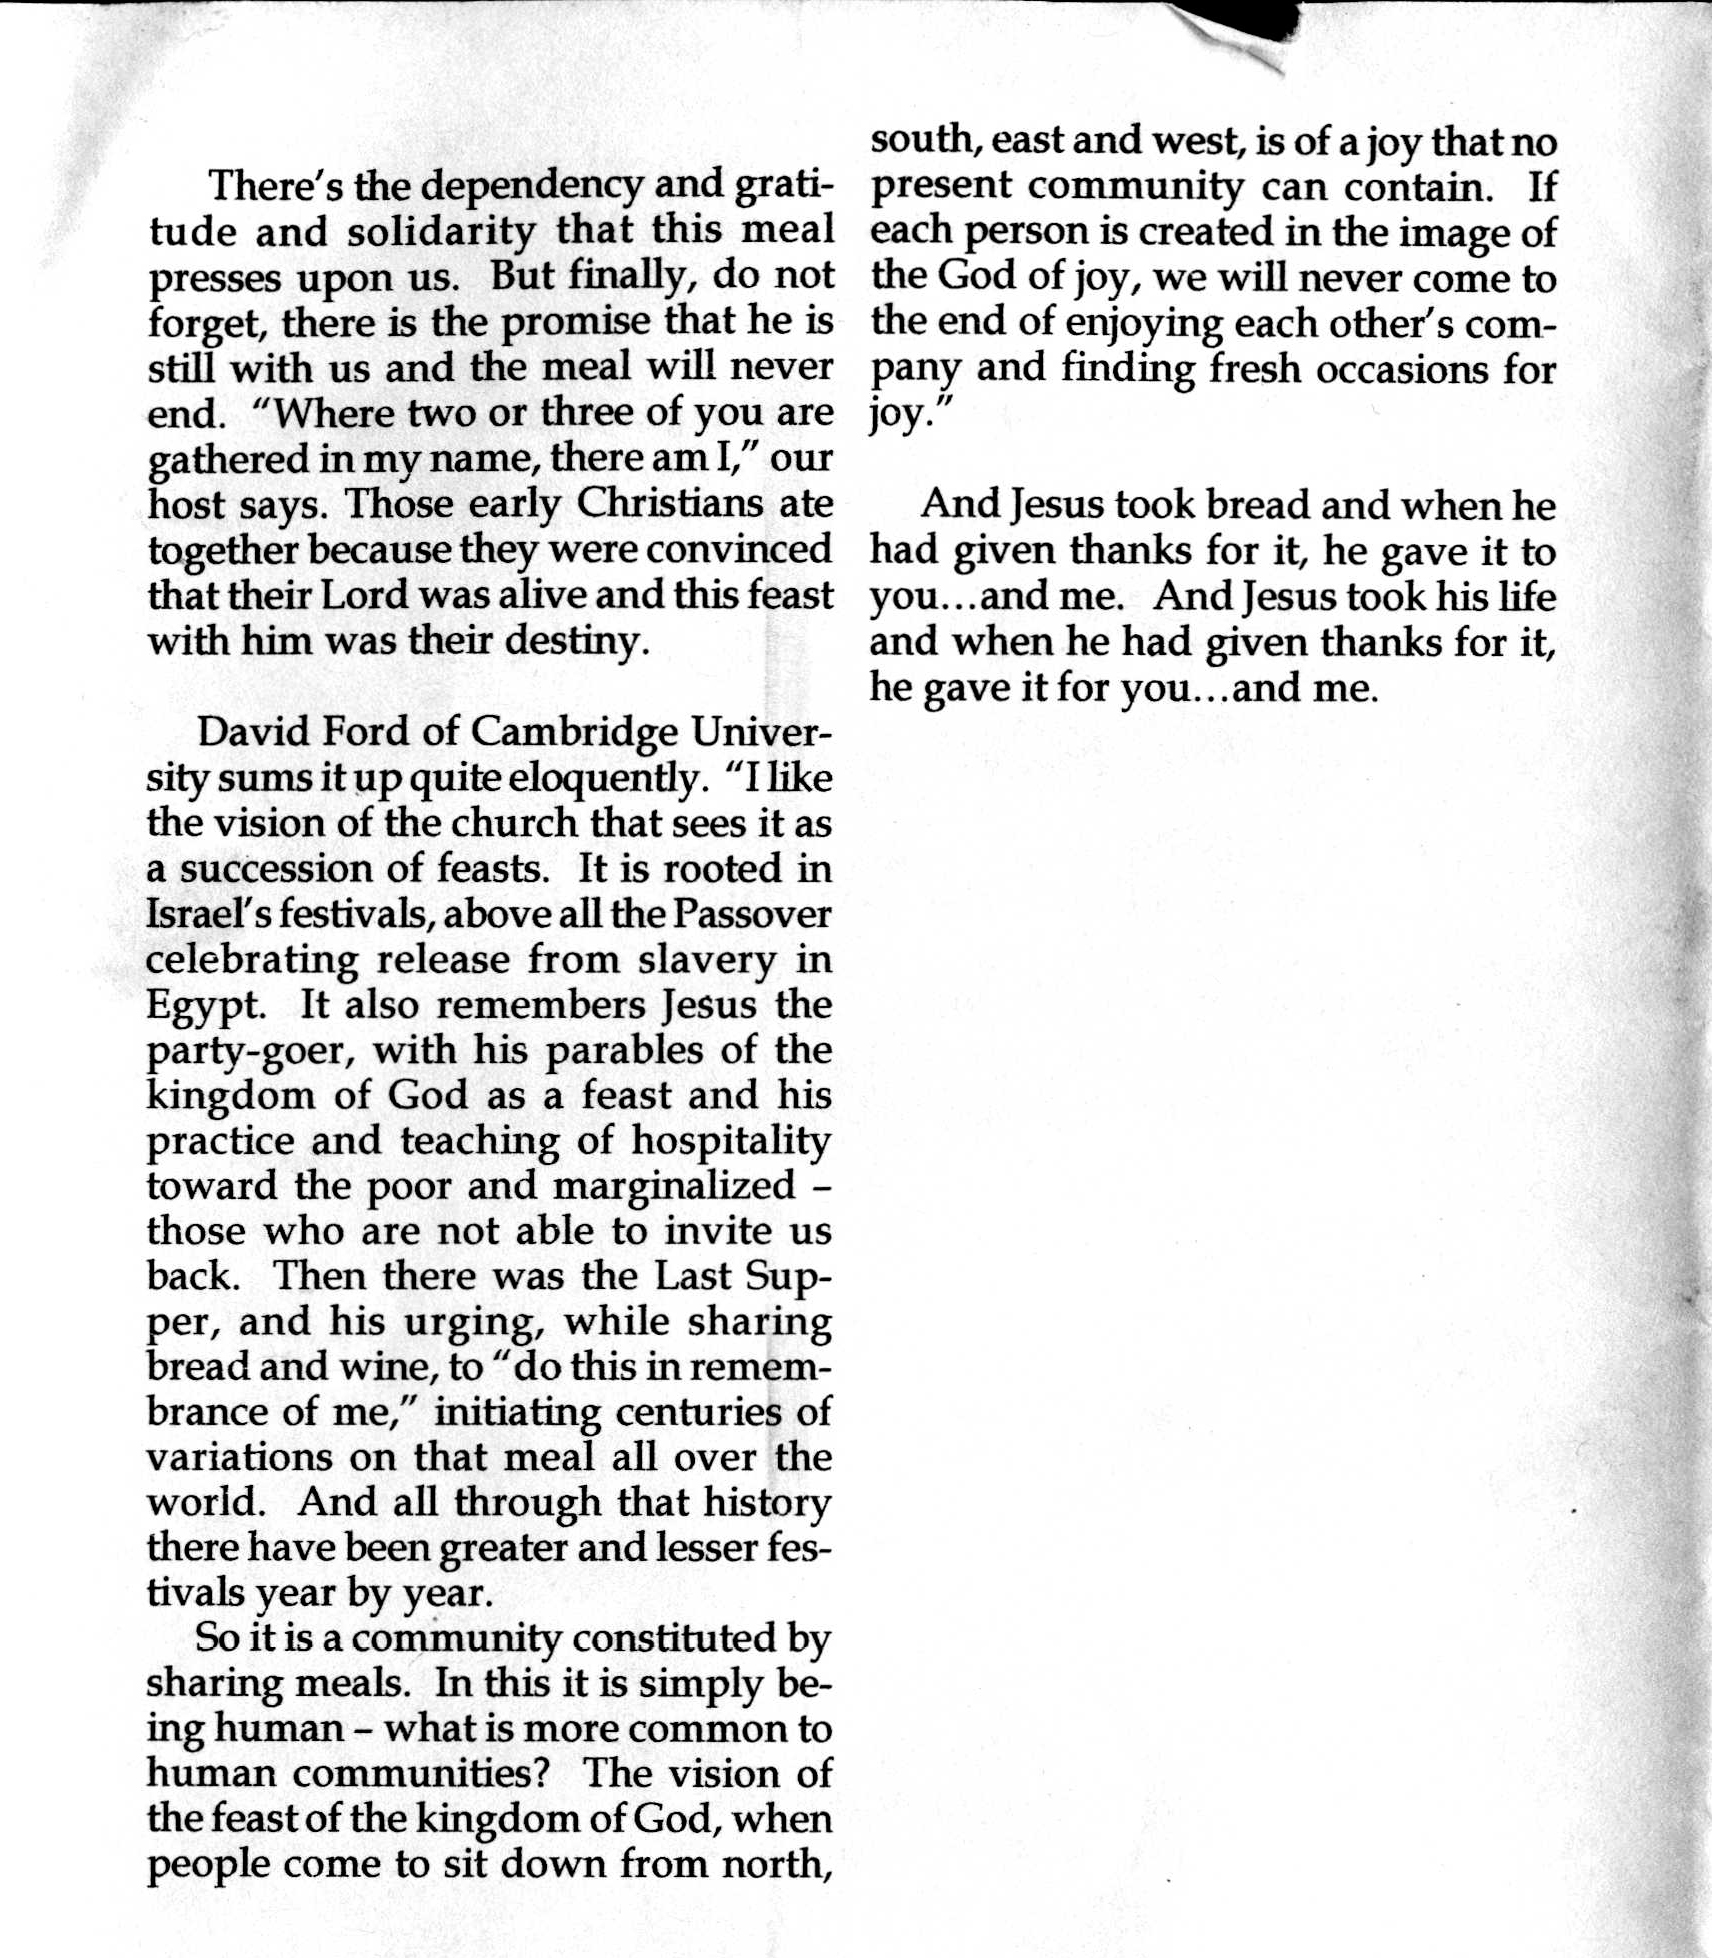 There's the dependency and grati-
tude and solidarity that this meal
presses upon us. But finally, do not
forget, there is the promise that he is
still with us and the meal will never
end. "Where two or three of you are
gathered in my name, there am I," our
host says. Those early Christians ate
together because they were convinced
that their Lord was alive and this feast
with him was their destiny.
David Ford of Cambridge Univer-
sity sums it up quite eloquently. "I like
the vision of the church that sees it as
a succession of feasts. It is rooted in
Israel's festivals, above all the Passover
celebrating release from slavery in
Egypt. It also remembers Jesus the
party-goer, with his parables of the
kingdom of God as a feast and his
practice and teaching of hospitality
toward the poor and marginalized –
those who are not able to invite us
back. Then there was the Last Sup-
per, and his urging, while sharing
bread and wine, to "do this in remem-
brance of me," initiating centuries of
variations on that meal all over the
world. And all through that history
there have been greater and lesser fes-
tivals year by year.
So it is a community constituted by
sharing meals. In this it is simply be-
ing human – what is more common to
human communities? The vision of
the feast of the kingdom of God, when
people come to sit down from north,
south, east and west, is of a joy that no
present community can contain. If
each person is created in the image of
the God of joy, we will never come to
the end of enjoying each other's com-
pany and finding fresh occasions for
joy."
And Jesus took bread and when he
had given thanks for it, he gave it to
you...and me. And Jesus took his life
and when he had given thanks for it,
he gave it for you...and me.